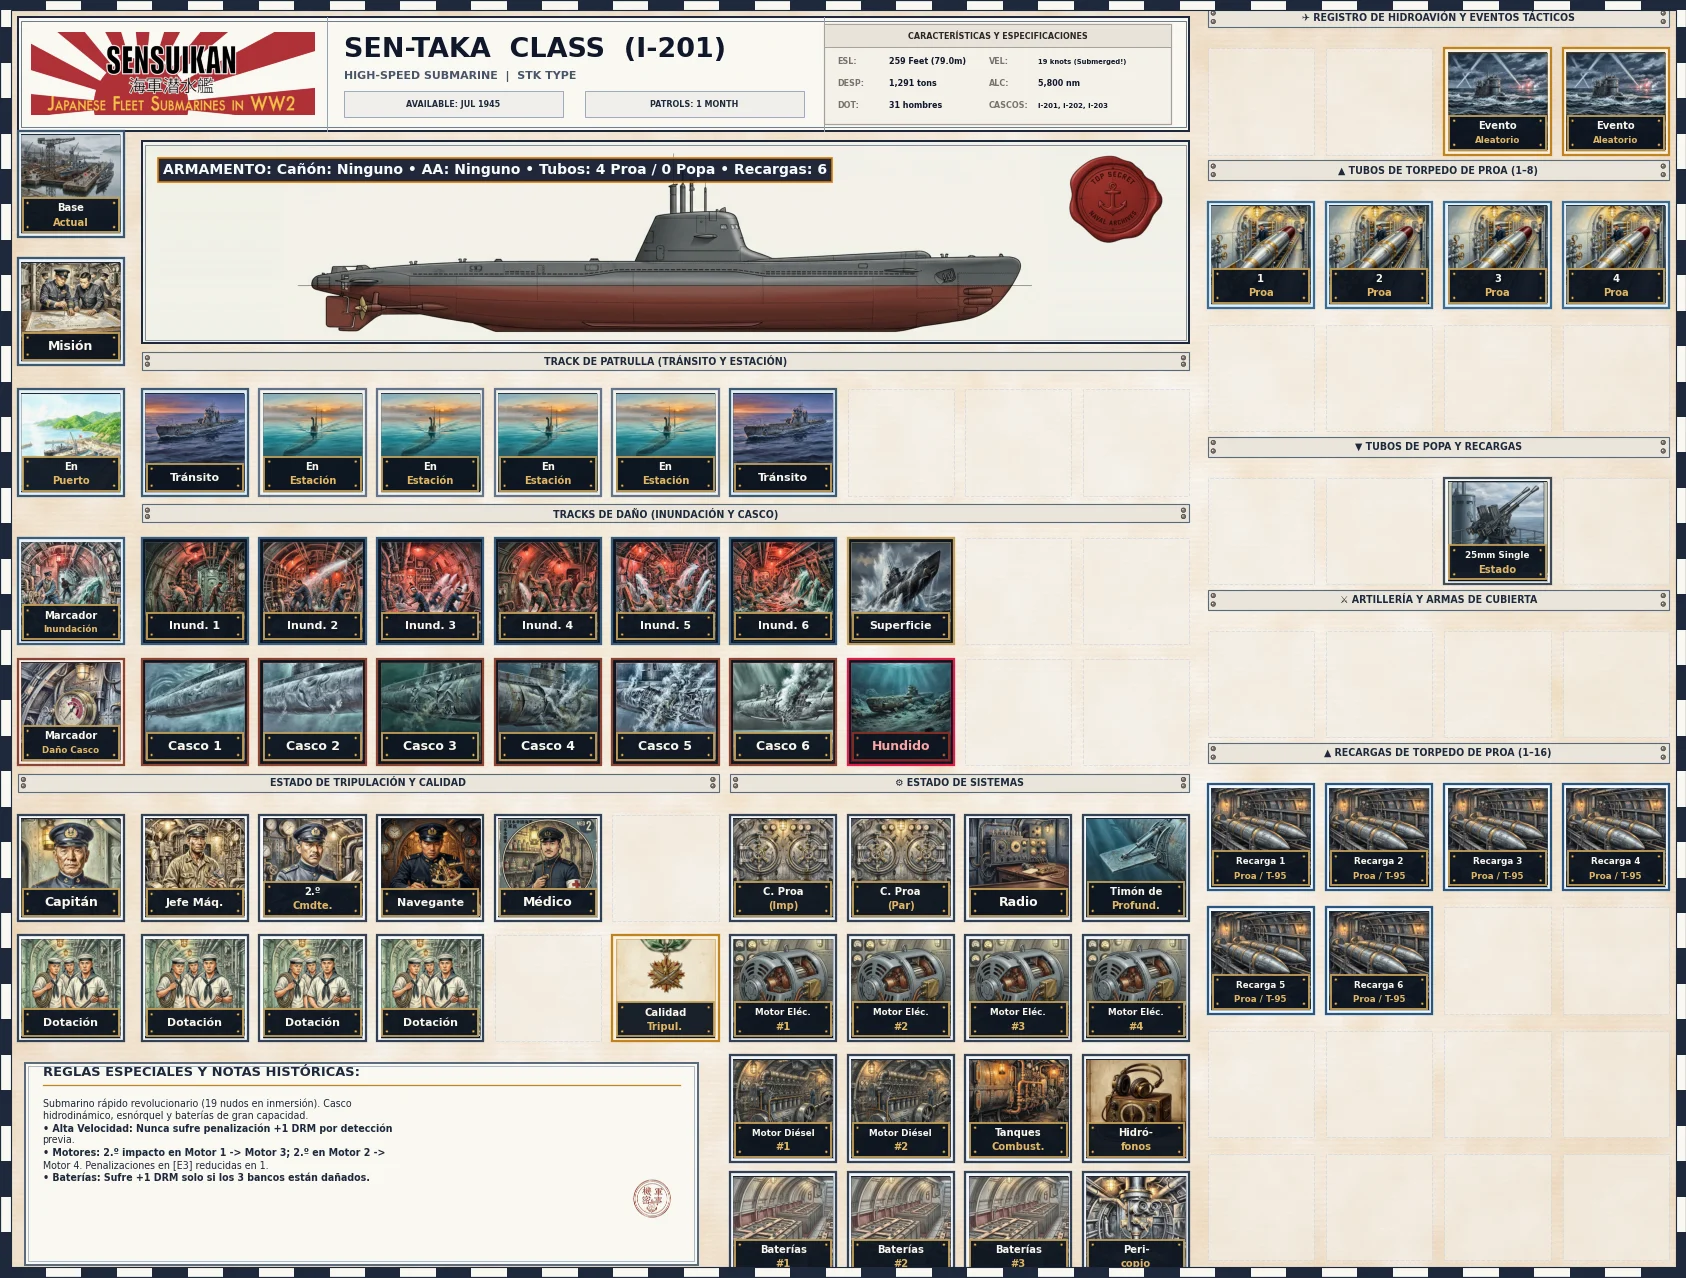 SENSUIKAN
海軍潜水艦
JAPANESE FLEET SUBMARINES IN WW2
SEN-TAKA CLASS (I-201)
HIGH-SPEED SUBMARINE | STK TYPE
AVAILABLE: JUL 1945
PATROLS: 1 MONTH
CARACTERÍSTICAS Y ESPECIFICACIONES
ESL: 259 Feet (79.0m) VEL: 19 knots (Submerged!)
DESP: 1,291 tons ALC: 5,800 nm
DOT: 31 hombres CASCOS: I-201, I-202, I-203
Base
Actual
Misión
ARMAMENTO: Cañón: Ninguno • AA: Ninguno • Tubos: 4 Proa / 0 Popa • Recargas: 6
TOP SECRET
NAVAL ARCHIVES
TRACK DE PATRULLA (TRÁNSITO Y ESTACIÓN)
En
Puerto
Tránsito
En
Estación
En
Estación
En
Estación
En
Estación
Tránsito
TRACKS DE DAÑO (INUNDACIÓN Y CASCO)
Marcador
Inundación
Inund. 1
Inund. 2
Inund. 3
Inund. 4
Inund. 5
Inund. 6
Superficie
Marcador
Daño Casco
Casco 1
Casco 2
Casco 3
Casco 4
Casco 5
Casco 6
Hundido
ESTADO DE TRIPULACIÓN Y CALIDAD
Capitán
Jefe Máq.
2.º
Cmdte.
Navegante
Médico
Dotación
Dotación
Dotación
Dotación
Calidad
Tripul.
REGLAS ESPECIALES Y NOTAS HISTÓRICAS:
Submarino rápido revolucionario (19 nudos en inmersión). Casco
hidrodinámico, esnórquel y baterías de gran capacidad.
• Alta Velocidad: Nunca sufre penalización +1 DRM por detección
previa.
• Motores: 2.º impacto en Motor 1 -> Motor 3; 2.º en Motor 2 ->
Motor 4. Penalizaciones en [E3] reducidas en 1.
• Baterías: Sufre +1 DRM solo si los 3 bancos están dañados.
⚙ ESTADO DE SISTEMAS
C. Proa
(Imp)
C. Proa
(Par)
Radio
Timón de
Profund.
Motor Eléc.
#1
Motor Eléc.
#2
Motor Eléc.
#3
Motor Eléc.
#4
Motor Diésel
#1
Motor Diésel
#2
Tanques
Combust.
Hidró-
fonos
Baterías
#1
Baterías
#2
Baterías
#3
Peri-
copio
✈ REGISTRO DE HIDROAVIÓN Y EVENTOS TÁCTICOS
Evento
Aleatorio
Evento
Aleatorio
▲ TUBOS DE TORPEDO DE PROA (1–8)
1
Proa
2
Proa
3
Proa
4
Proa
▼ TUBOS DE POPA Y RECARGAS
25mm Single
Estado
⚔ ARTILLERÍA Y ARMAS DE CUBIERTA
▲ RECARGAS DE TORPEDO DE PROA (1–16)
Recarga 1
Proa / T-95
Recarga 2
Proa / T-95
Recarga 3
Proa / T-95
Recarga 4
Proa / T-95
Recarga 5
Proa / T-95
Recarga 6
Proa / T-95